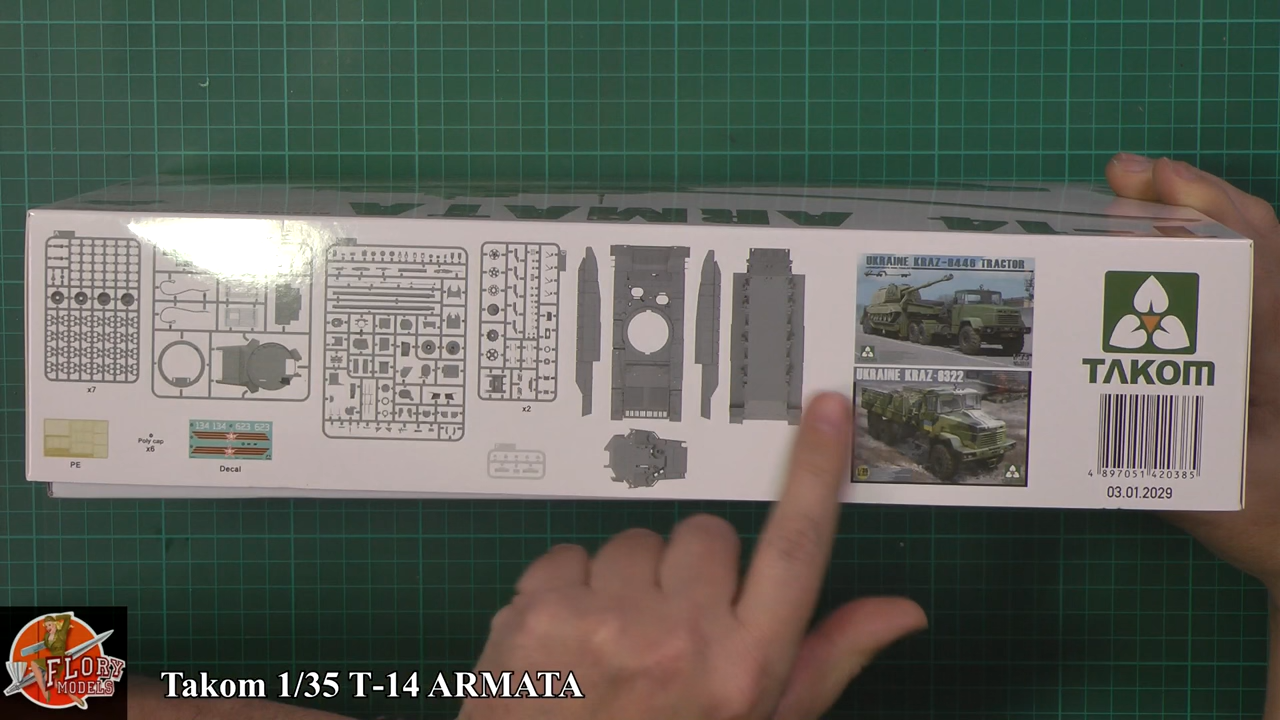 T-14 ARMATA
UKRAINE KRAZ-6446 TRACTOR
UKRAINE KRAZ-6322
TAKOM
4 897051 420385
03.01.2029
x7
x2
PE
Poly cap
x6
134 134 623 623
Decal
FLORY
MODELS
Takom 1/35 T-14 ARMATA